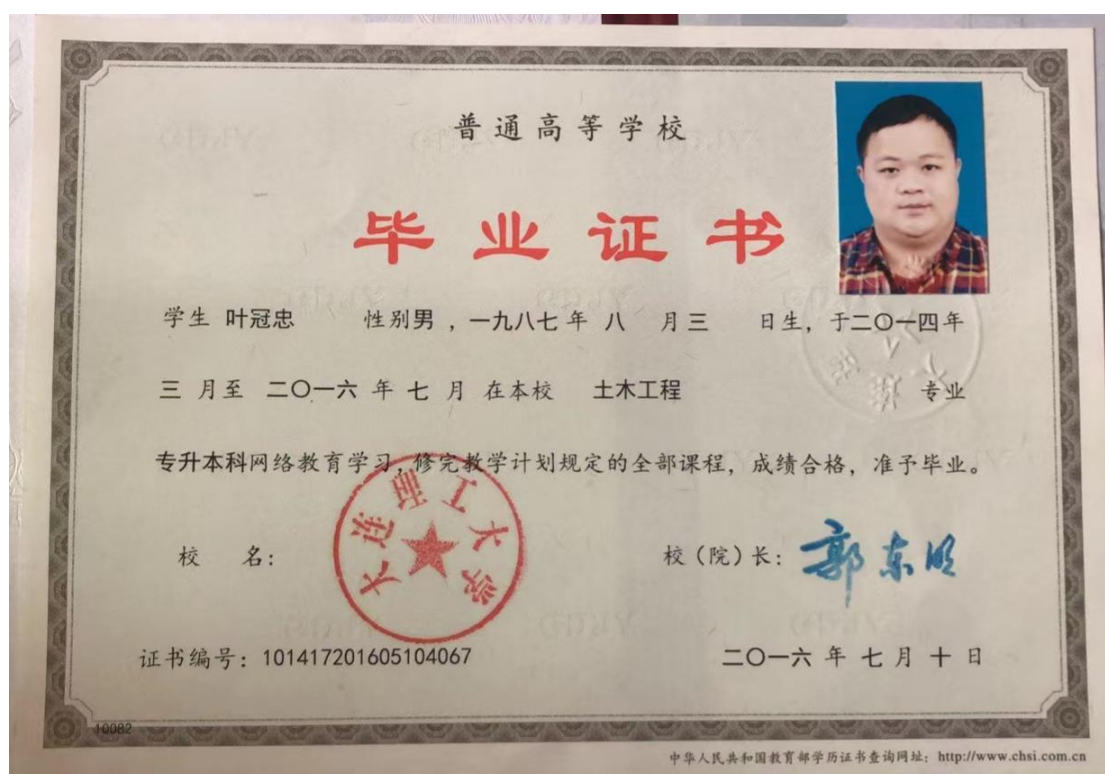 普通高等学校
毕业证书
学生 叶冠忠 性别男，一九八七年 八 月三 日生，于二〇一四年
三 月至 二〇一六 年 七 月 在本校 土木工程 专业
专升本科网络教育学习，修完教学计划规定的全部课程，成绩合格，准予毕业。
大连理工大学
校 名：
校（院）长：郭东明
证书编号：101417201605104067
二〇一六 年 七 月 十 日
10082
中华人民共和国教育部学历证书查询网址：http://www.chsi.com.cn